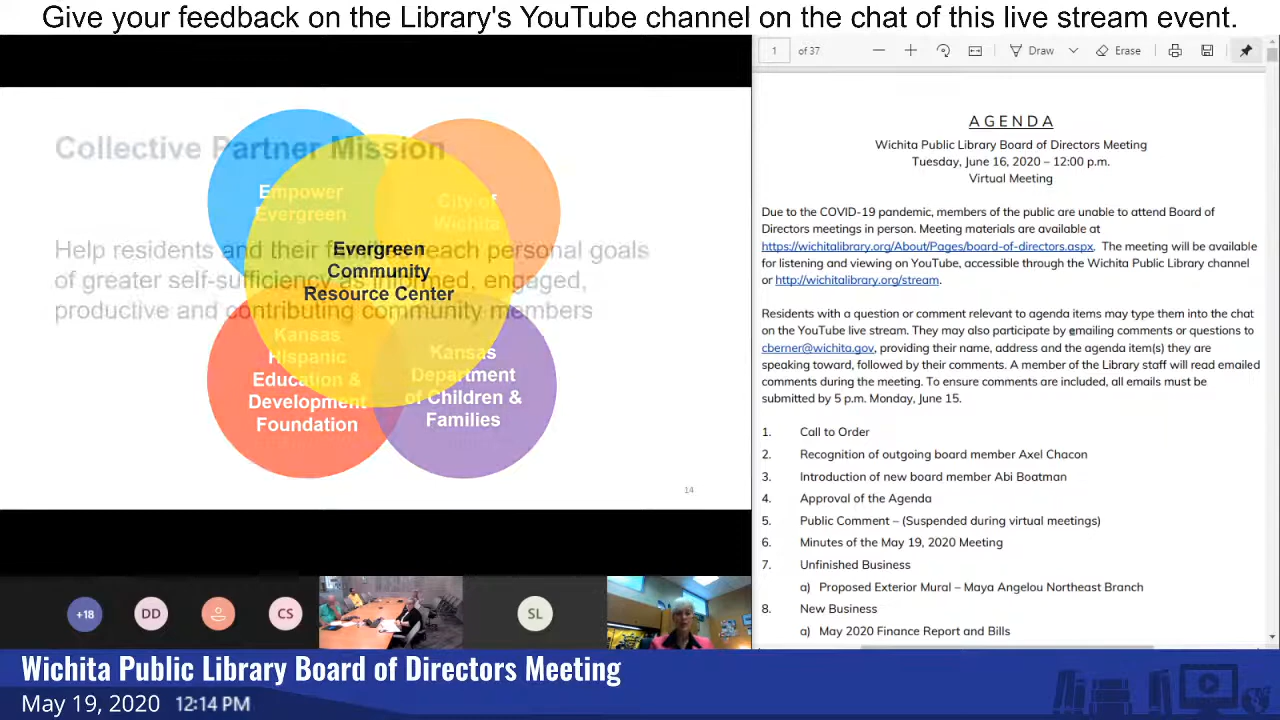 Give your feedback on the Library's YouTube channel on the chat of this live stream event.
Collective Partner Mission
Help residents and their families reach personal goals
of greater self-sufficiency as informed, engaged,
productive and contributing community members
Empower
Evergreen
City of
Wichita
Evergreen
Community
Resource Center
Kansas
Hispanic
Education &
Development
Foundation
Kansas
Department
of Children &
Families
14
1 of 37
Draw
Erase
AGENDA
Wichita Public Library Board of Directors Meeting
Tuesday, June 16, 2020 – 12:00 p.m.
Virtual Meeting
Due to the COVID-19 pandemic, members of the public are unable to attend Board of
Directors meetings in person. Meeting materials are available at
https://wichitalibrary.org/About/Pages/board-of-directors.aspx. The meeting will be available
for listening and viewing on YouTube, accessible through the Wichita Public Library channel
or http://wichitalibrary.org/stream.
Residents with a question or comment relevant to agenda items may type them into the chat
on the YouTube live stream. They may also participate by emailing comments or questions to
cberner@wichita.gov, providing their name, address and the agenda item(s) they are
speaking toward, followed by their comments. A member of the Library staff will read emailed
comments during the meeting. To ensure comments are included, all emails must be
submitted by 5 p.m. Monday, June 15.
1. Call to Order
2. Recognition of outgoing board member Axel Chacon
3. Introduction of new board member Abi Boatman
4. Approval of the Agenda
5. Public Comment – (Suspended during virtual meetings)
6. Minutes of the May 19, 2020 Meeting
7. Unfinished Business
a) Proposed Exterior Mural – Maya Angelou Northeast Branch
8. New Business
a) May 2020 Finance Report and Bills
+18
DD
CS
SL
Wichita Public Library Board of Directors Meeting
May 19, 2020 12:14 PM